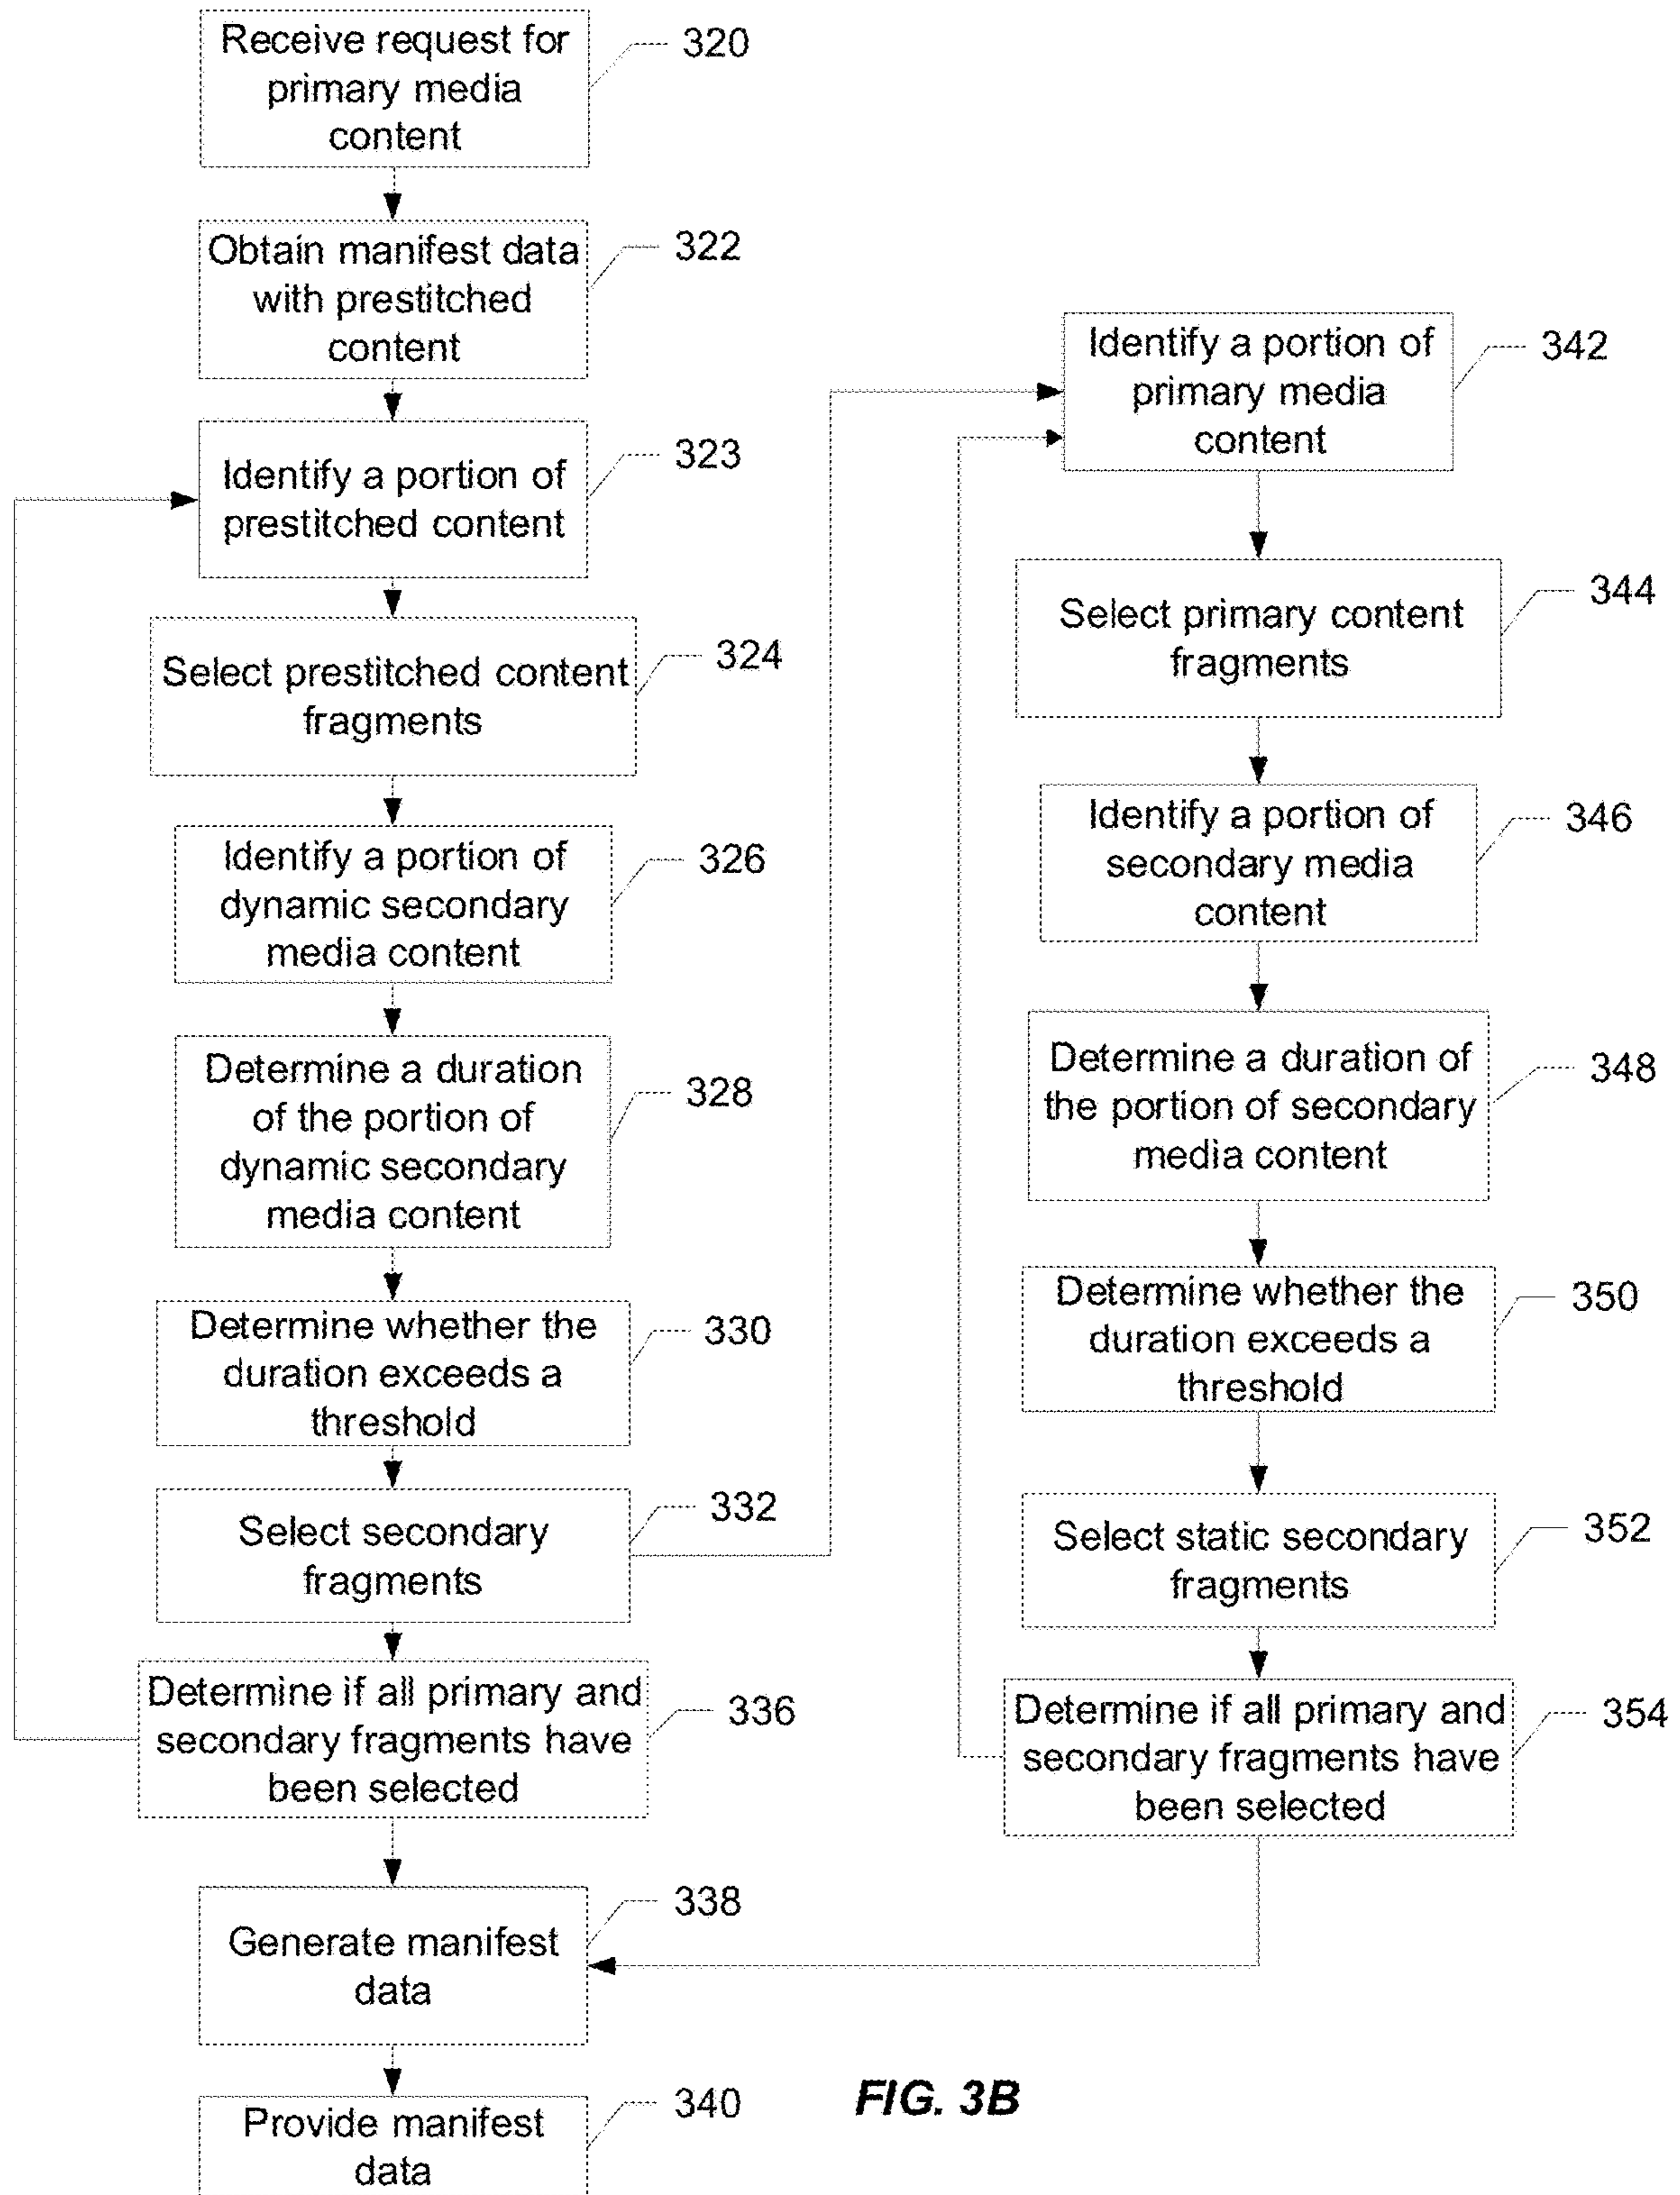 Receive request for
primary media
content
320
Obtain manifest data
with prestitched
content
322
Identify a portion of
prestitched content
323
Select prestitched content
fragments
324
Identify a portion of
dynamic secondary
media content
326
Determine a duration
of the portion of
dynamic secondary
media content
328
Determine whether the
duration exceeds a
threshold
330
Select secondary
fragments
332
Determine if all primary and
secondary fragments have
been selected
336
Generate manifest
data
338
Provide manifest
data
340
Identify a portion of
primary media
content
342
Select primary content
fragments
344
Identify a portion of
secondary media
content
346
Determine a duration of
the portion of secondary
media content
348
Determine whether the
duration exceeds a
threshold
350
Select static secondary
fragments
352
Determine if all primary and
secondary fragments have
been selected
354
FIG. 3B